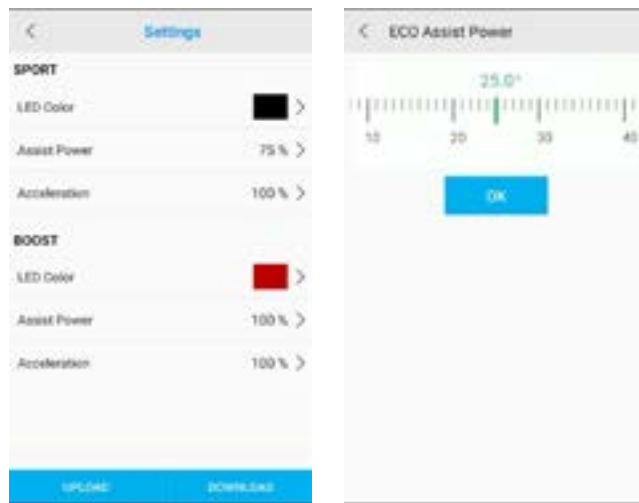 Settings
SPORT
LED Color
Assist Power 75 %
Acceleration 100 %
BOOST
LED Color
Assist Power 100 %
Acceleration 100 %
UPLOAD DOWNLOAD
ECO Assist Power
25.0°
10 20 30 40
OK